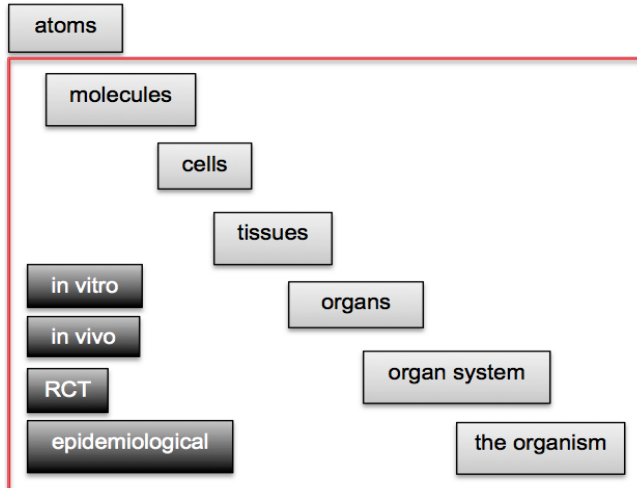 atoms
molecules
cells
tissues
in vitro
organs
in vivo
organ system
RCT
epidemiological
the organism